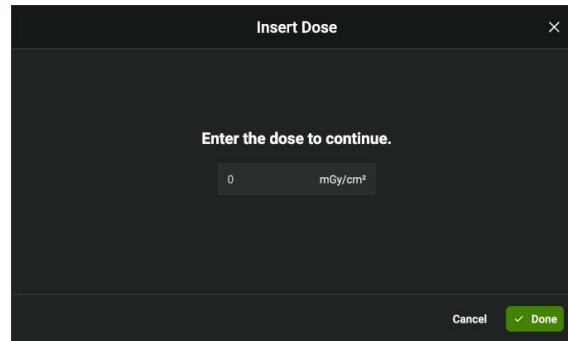 Insert Dose
Enter the dose to continue.
0 mGy/cm²
Cancel Done